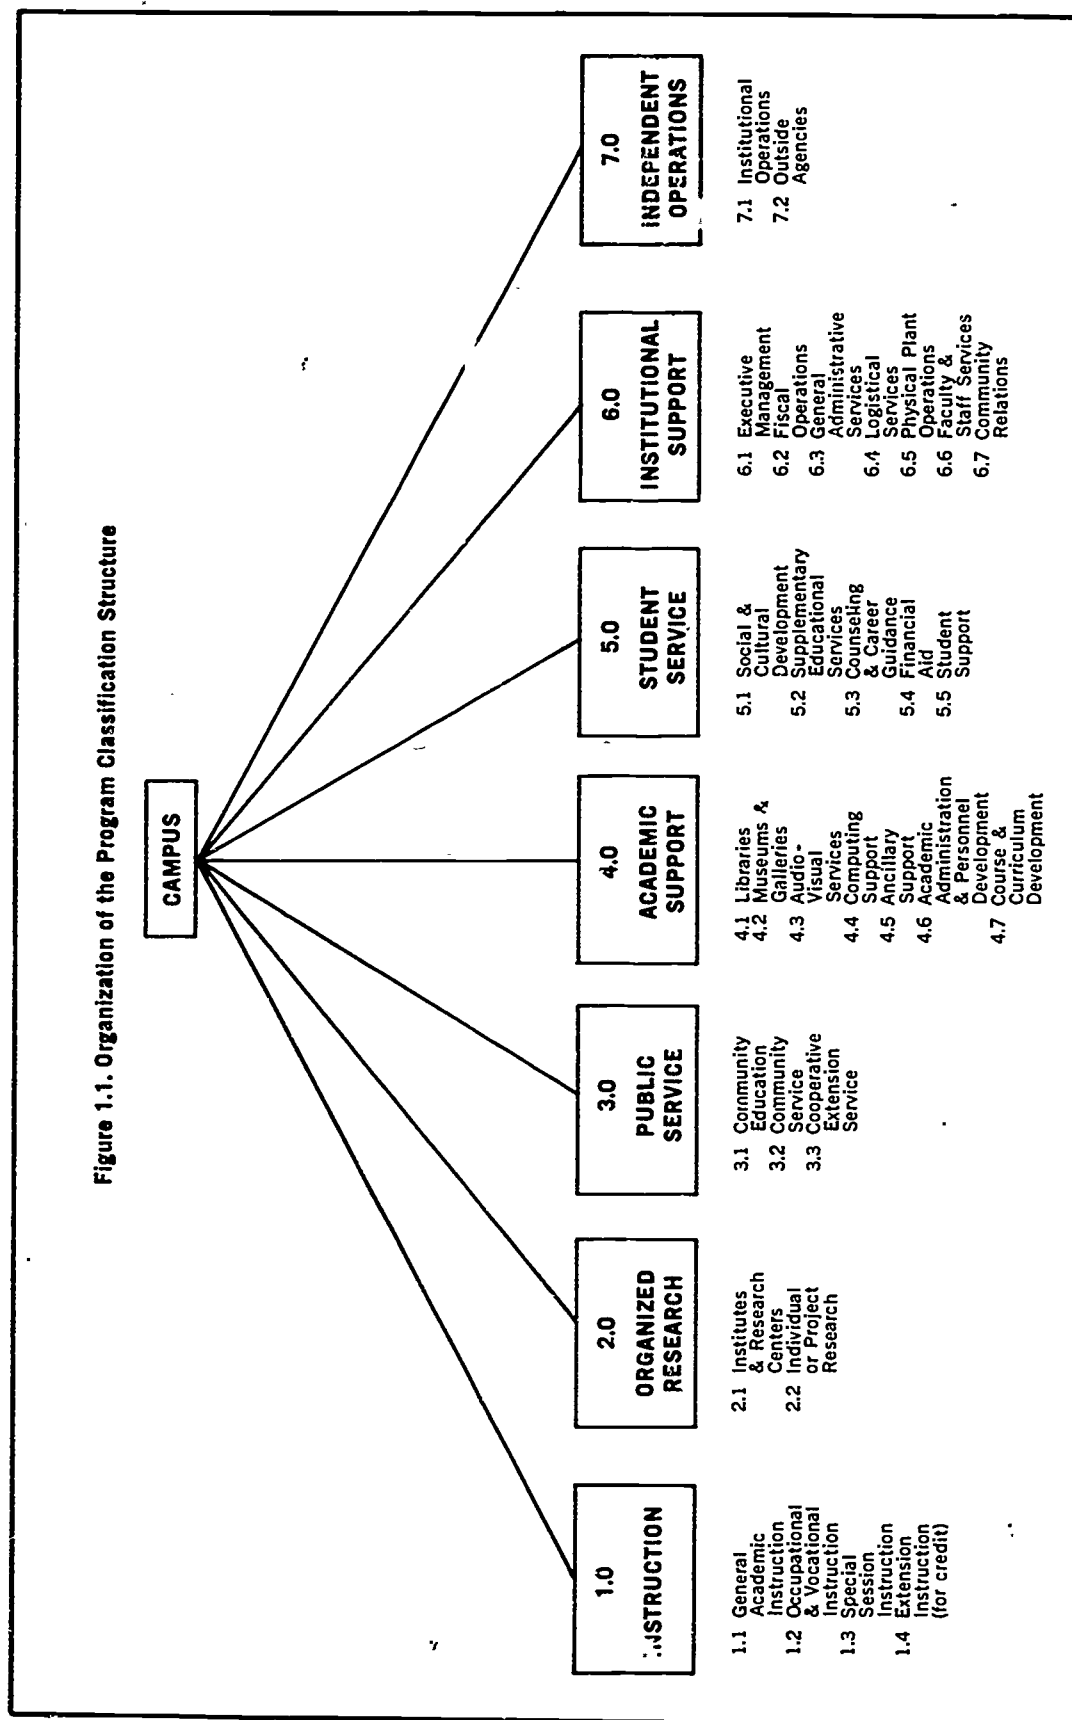 Figure 1.1. Organization of the Program Classification Structure
CAMPUS
1.0
INSTRUCTION
1.1 General
Academic
Instruction
1.2 Occupational
& Vocational
Instruction
1.3 Special
Session
Instruction
1.4 Extension
Instruction
(for credit)
2.0
ORGANIZED
RESEARCH
2.1 Institutes
& Research
Centers
2.2 Individual
or Project
Research
3.0
PUBLIC
SERVICE
3.1 Community
Education
3.2 Community
Service
3.3 Cooperative
Extension
Service
4.0
ACADEMIC
SUPPORT
4.1 Libraries
4.2 Museums &
Galleries
4.3 Audio-
Visual
Services
4.4 Computing
Support
4.5 Ancillary
Support
4.6 Academic
Administration
& Personnel
Development
4.7 Course &
Curriculum
Development
5.0
STUDENT
SERVICE
5.1 Social &
Cultural
Development
5.2 Supplementary
Educational
Services
5.3 Counseling
& Career
Guidance
5.4 Financial
Aid
5.5 Student
Support
6.0
INSTITUTIONAL
SUPPORT
6.1 Executive
Management
6.2 Fiscal
Operations
6.3 General
Administrative
Services
6.4 Logistical
Services
6.5 Physical Plant
Operations
6.6 Faculty &
Staff Services
6.7 Community
Relations
7.0
INDEPENDENT
OPERATIONS
7.1 Institutional
Operations
7.2 Outside
Agencies